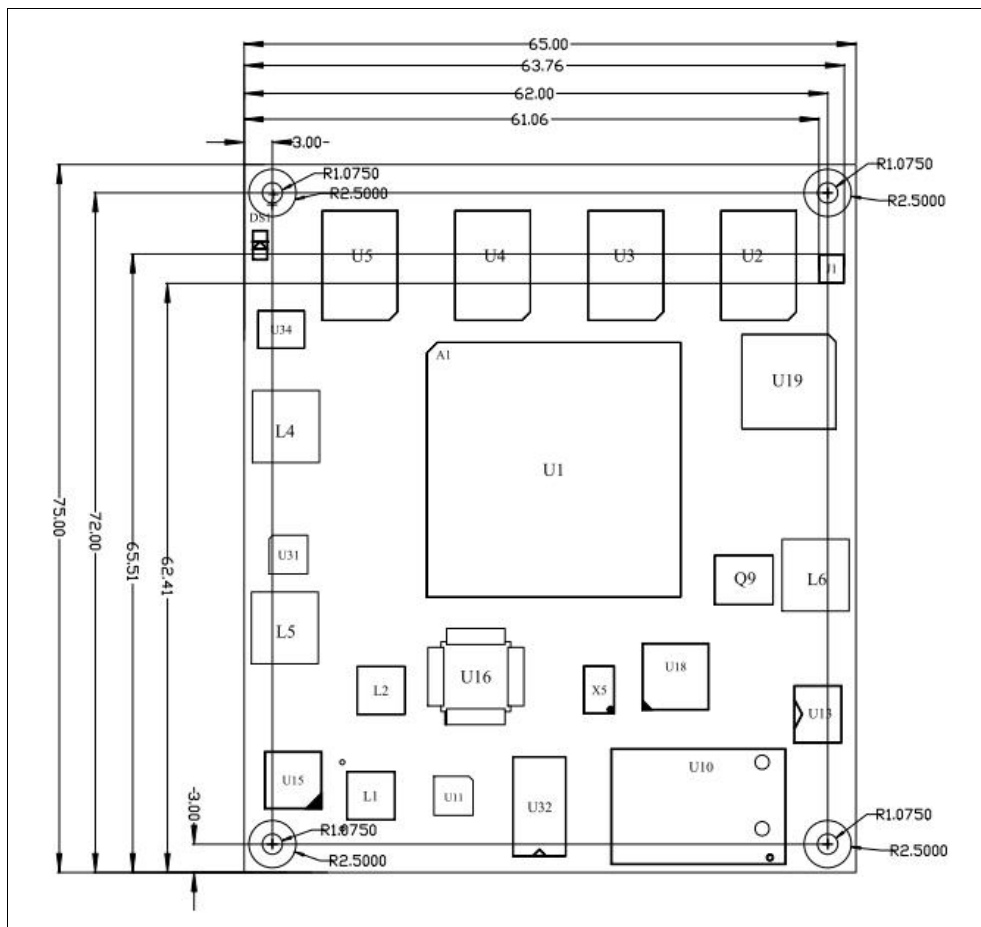 65.00
63.76
62.00
61.06
3.00
R1.0750
R2.5000
R1.0750
R2.5000
DS1
U5
U4
U3
U2
J1
U34
A1
U19
L4
U1
75.00
72.00
65.51
62.41
U31
Q9
L6
L5
U16
U18
L2
X5
U13
U15
L1
U11
U32
U10
3.00
R1.0750
R2.5000
R1.0750
R2.5000